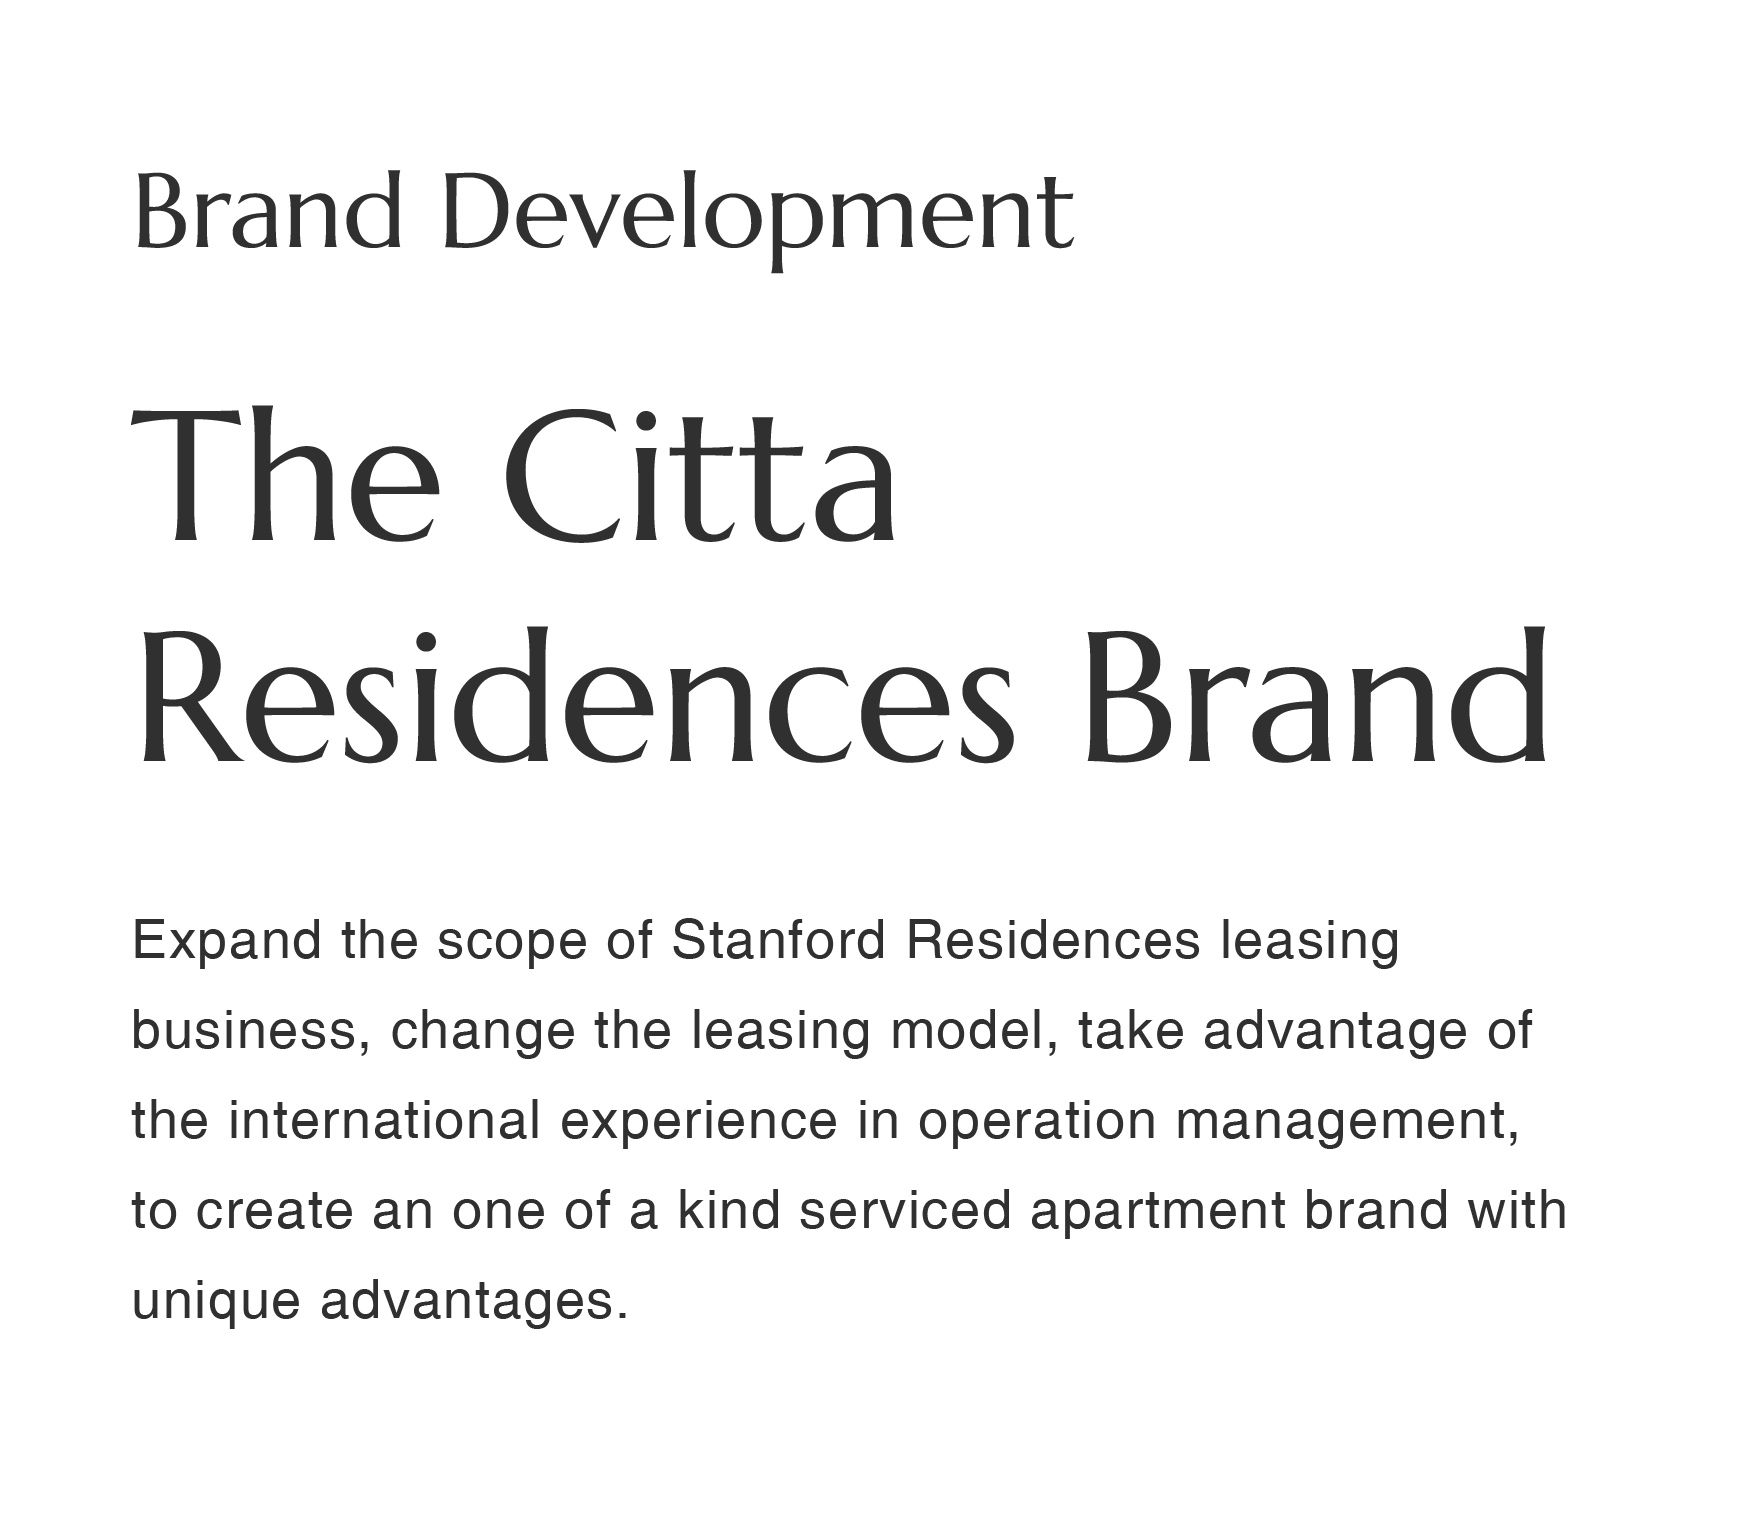 Brand Development
The Citta
Residences Brand
Expand the scope of Stanford Residences leasing
business, change the leasing model, take advantage of
the international experience in operation management,
to create an one of a kind serviced apartment brand with
unique advantages.